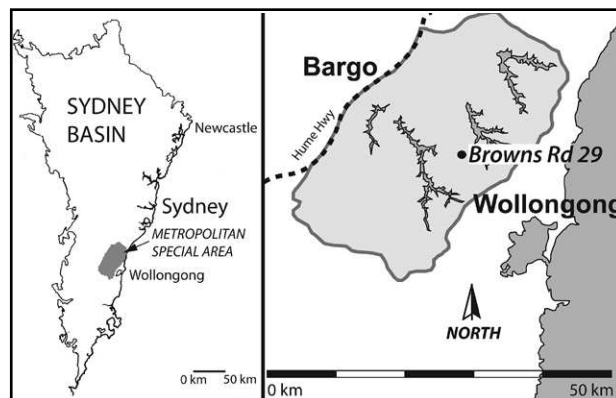 SYDNEY
BASIN
Newcastle
Sydney
METROPOLITAN
SPECIAL AREA
Wollongong
0 km 50 km
Bargo
Hume Hwy
Browns Rd 29
Wollongong
NORTH
0 km 50 km